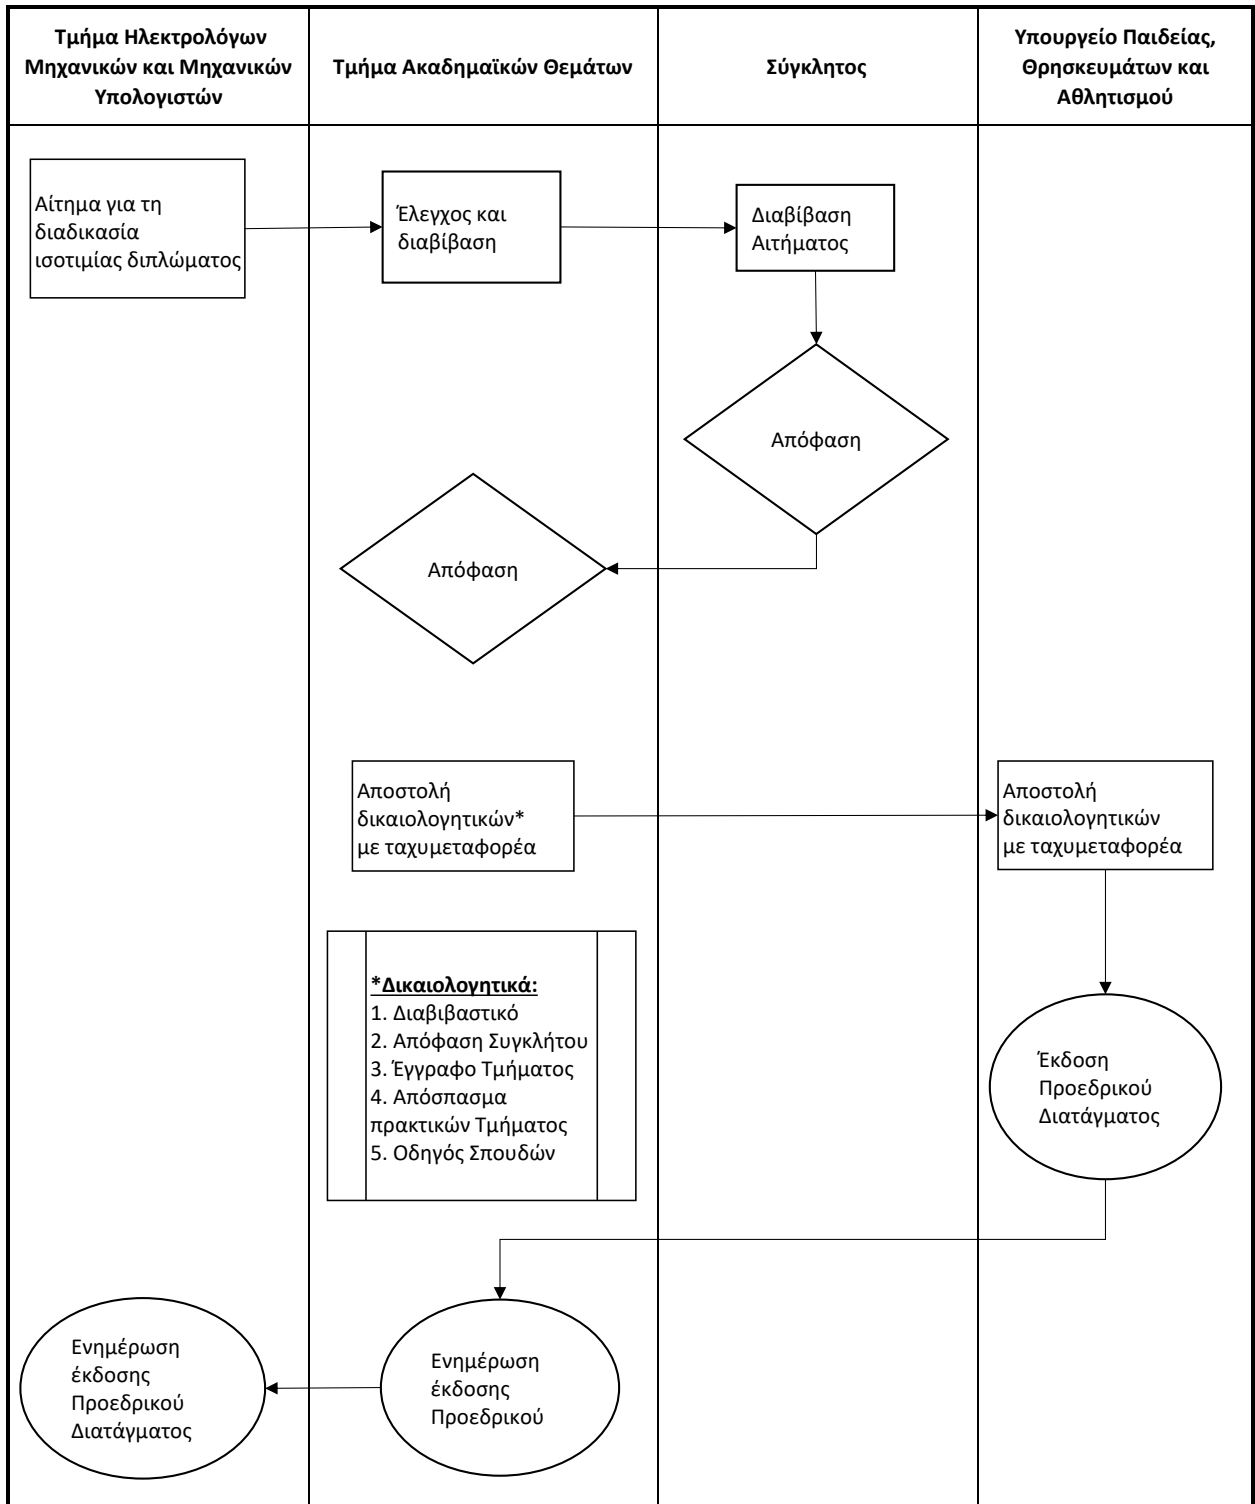 Τμήμα Ηλεκτρολόγων
Μηχανικών και Μηχανικών
Υπολογιστών
Τμήμα Ακαδημαϊκών Θεμάτων
Σύγκλητος
Υπουργείο Παιδείας,
Θρησκευμάτων και
Αθλητισμού
Αίτημα για τη
διαδικασία
ισοτιμίας διπλώματος
Έλεγχος και
διαβίβαση
Διαβίβαση
Αιτήματος
Απόφαση
Απόφαση
Αποστολή
δικαιολογητικών*
με ταχυμεταφορέα
Αποστολή
δικαιολογητικών
με ταχυμεταφορέα
*Δικαιολογητικά:
1. Διαβιβαστικό
2. Απόφαση Συγκλήτου
3. Έγγραφο Τμήματος
4. Απόσπασμα
πρακτικών Τμήματος
5. Οδηγός Σπουδών
Έκδοση
Προεδρικού
Διατάγματος
Ενημέρωση
έκδοσης
Προεδρικού
Διατάγματος
Ενημέρωση
έκδοσης
Προεδρικού